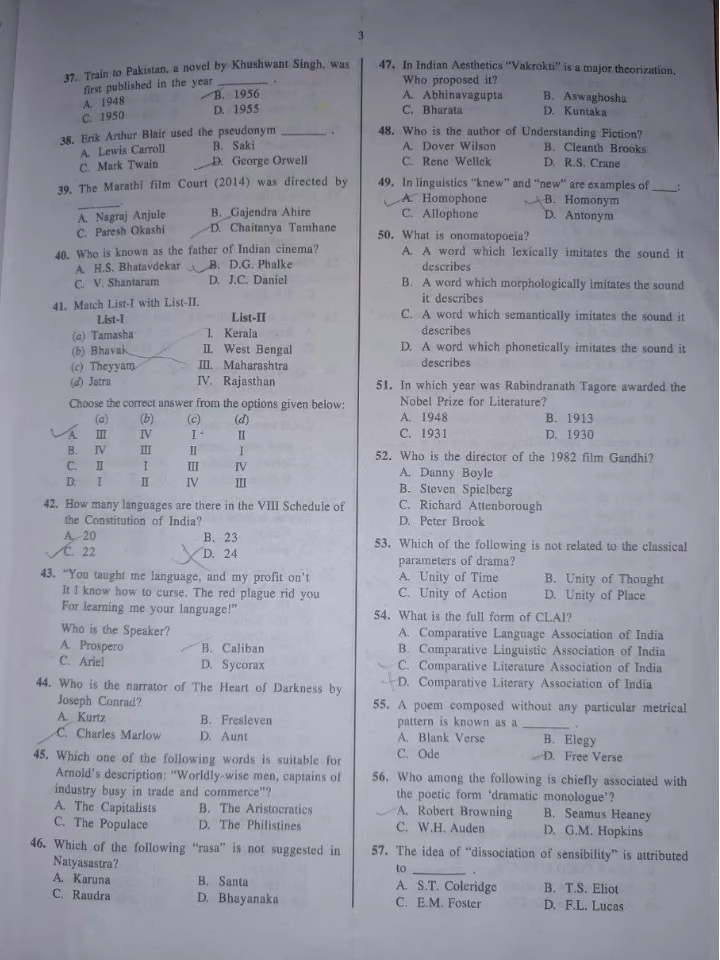 3
37. Train to Pakistan, a novel by Khushwant Singh, was
first published in the year ______ .
A. 1948 B. 1956
C. 1950 D. 1955
38. Erik Arthur Blair used the pseudonym ______ .
A. Lewis Carroll B. Saki
C. Mark Twain D. George Orwell
39. The Marathi film Court (2014) was directed by
______ .
A. Nagraj Anjule B. Gajendra Ahire
C. Paresh Okashi D. Chaitanya Tamhane
40. Who is known as the father of Indian cinema?
A. H.S. Bhatavdekar B. D.G. Phalke
C. V. Shantaram D. J.C. Daniel
41. Match List-I with List-II.
List-I List-II
(a) Tamasha I. Kerala
(b) Bhavai II. West Bengal
(c) Theyyam III. Maharashtra
(d) Jatra IV. Rajasthan
Choose the correct answer from the options given below:
(a) (b) (c) (d)
A. III IV I II
B. IV III II I
C. II I III IV
D. I II IV III
42. How many languages are there in the VIII Schedule of
the Constitution of India?
A. 20 B. 23
C. 22 D. 24
43. "You taught me language, and my profit on't
It I know how to curse. The red plague rid you
For learning me your language!"
Who is the Speaker?
A. Prospero B. Caliban
C. Ariel D. Sycorax
44. Who is the narrator of The Heart of Darkness by
Joseph Conrad?
A. Kurtz B. Fresleven
C. Charles Marlow D. Aunt
45. Which one of the following words is suitable for
Arnold's description: "Worldly-wise men, captains of
industry busy in trade and commerce"?
A. The Capitalists B. The Aristocratics
C. The Populace D. The Philistines
46. Which of the following "rasa" is not suggested in
Natyasastra?
A. Karuna B. Santa
C. Raudra D. Bhayanaka
47. In Indian Aesthetics "Vakrokti" is a major theorization.
Who proposed it?
A. Abhinavagupta B. Aswaghosha
C. Bharata D. Kuntaka
48. Who is the author of Understanding Fiction?
A. Dover Wilson B. Cleanth Brooks
C. Rene Wellek D. R.S. Crane
49. In linguistics "knew" and "new" are examples of ____:
A. Homophone B. Homonym
C. Allophone D. Antonym
50. What is onomatopoeia?
A. A word which lexically imitates the sound it
describes
B. A word which morphologically imitates the sound
it describes
C. A word which semantically imitates the sound it
describes
D. A word which phonetically imitates the sound it
describes
51. In which year was Rabindranath Tagore awarded the
Nobel Prize for Literature?
A. 1948 B. 1913
C. 1931 D. 1930
52. Who is the director of the 1982 film Gandhi?
A. Danny Boyle
B. Steven Spielberg
C. Richard Attenborough
D. Peter Brook
53. Which of the following is not related to the classical
parameters of drama?
A. Unity of Time B. Unity of Thought
C. Unity of Action D. Unity of Place
54. What is the full form of CLAI?
A. Comparative Language Association of India
B. Comparative Linguistic Association of India
C. Comparative Literature Association of India
D. Comparative Literary Association of India
55. A poem composed without any particular metrical
pattern is known as a ______ .
A. Blank Verse B. Elegy
C. Ode D. Free Verse
56. Who among the following is chiefly associated with
the poetic form 'dramatic monologue'?
A. Robert Browning B. Seamus Heaney
C. W.H. Auden D. G.M. Hopkins
57. The idea of "dissociation of sensibility" is attributed
to ______ .
A. S.T. Coleridge B. T.S. Eliot
C. E.M. Foster D. F.L. Lucas